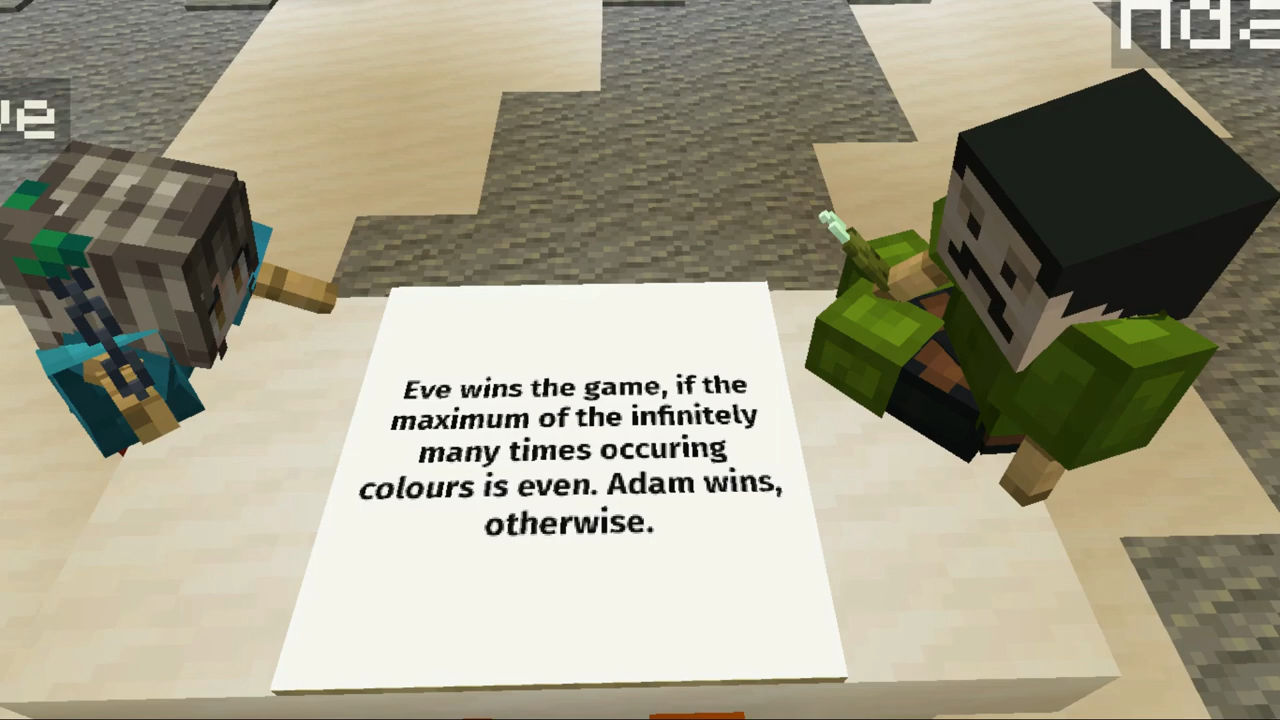 Eve wins the game, if the
maximum of the infinitely
many times occuring
colours is even. Adam wins,
otherwise.